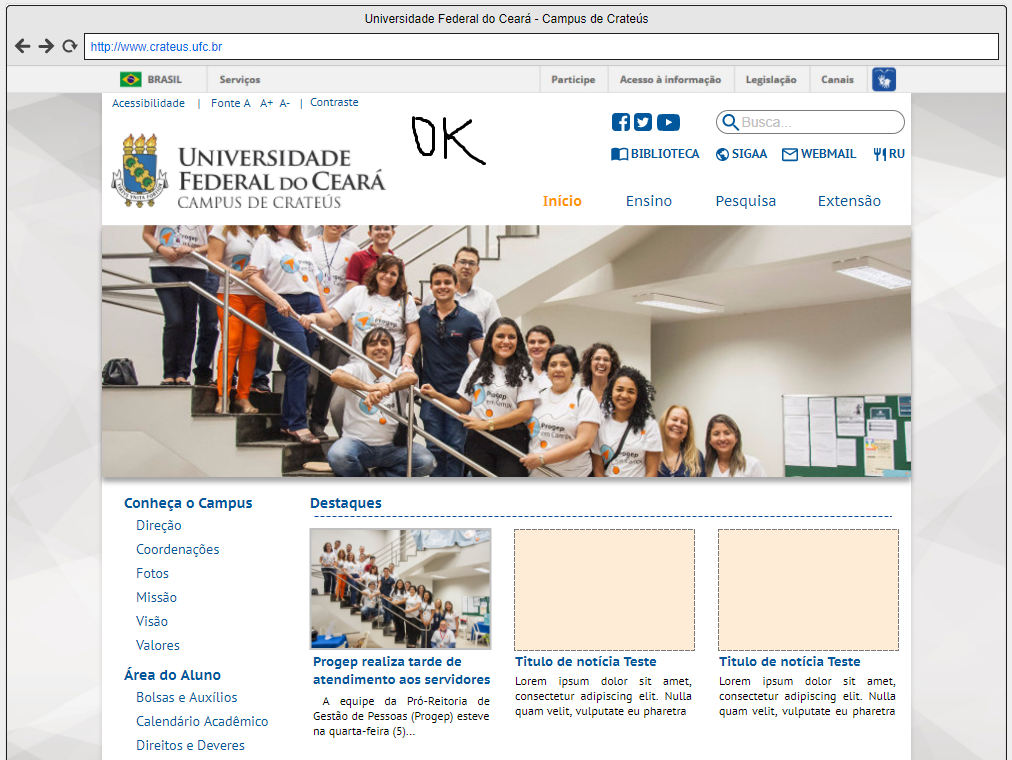 Universidade Federal do Ceará - Campus de Crateús
http://www.crateus.ufc.br
BRASIL Serviços Participe Acesso à informação Legislação Canais
Acessibilidade | Fonte A A+ A- | Contraste
OK
Busca...
BIBLIOTECA SIGAA WEBMAIL RU
UNIVERSIDADE
FEDERAL DO CEARÁ
CAMPUS DE CRATEÚS
Início Ensino Pesquisa Extensão
Progep
em Campi
Progep
em Campi
Conheça o Campus
Direção
Coordenações
Fotos
Missão
Visão
Valores
Área do Aluno
Bolsas e Auxílios
Calendário Acadêmico
Direitos e Deveres
Destaques
Progep realiza tarde de
atendimento aos servidores
A equipe da Pró-Reitoria de
Gestão de Pessoas (Progep) esteve
na quarta-feira (5)...
Titulo de notícia Teste
Lorem ipsum dolor sit amet,
consectetur adipiscing elit. Nulla
quam velit, vulputate eu pharetra
Titulo de notícia Teste
Lorem ipsum dolor sit amet,
consectetur adipiscing elit. Nulla
quam velit, vulputate eu pharetra